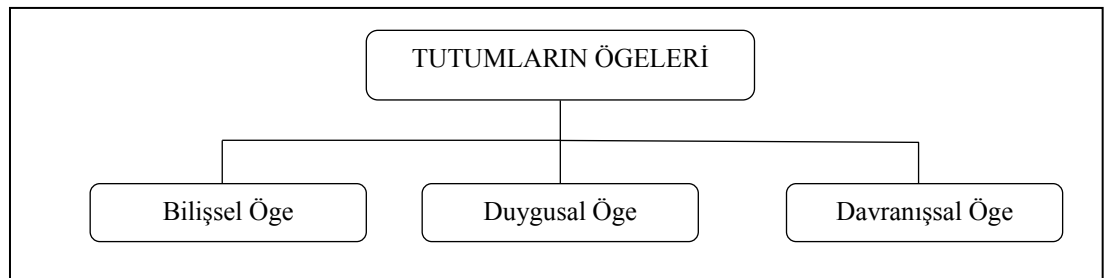 TUTUMLARIN ÖGELERİ
Bilişsel Öge
Duygusal Öge
Davranışsal Öge